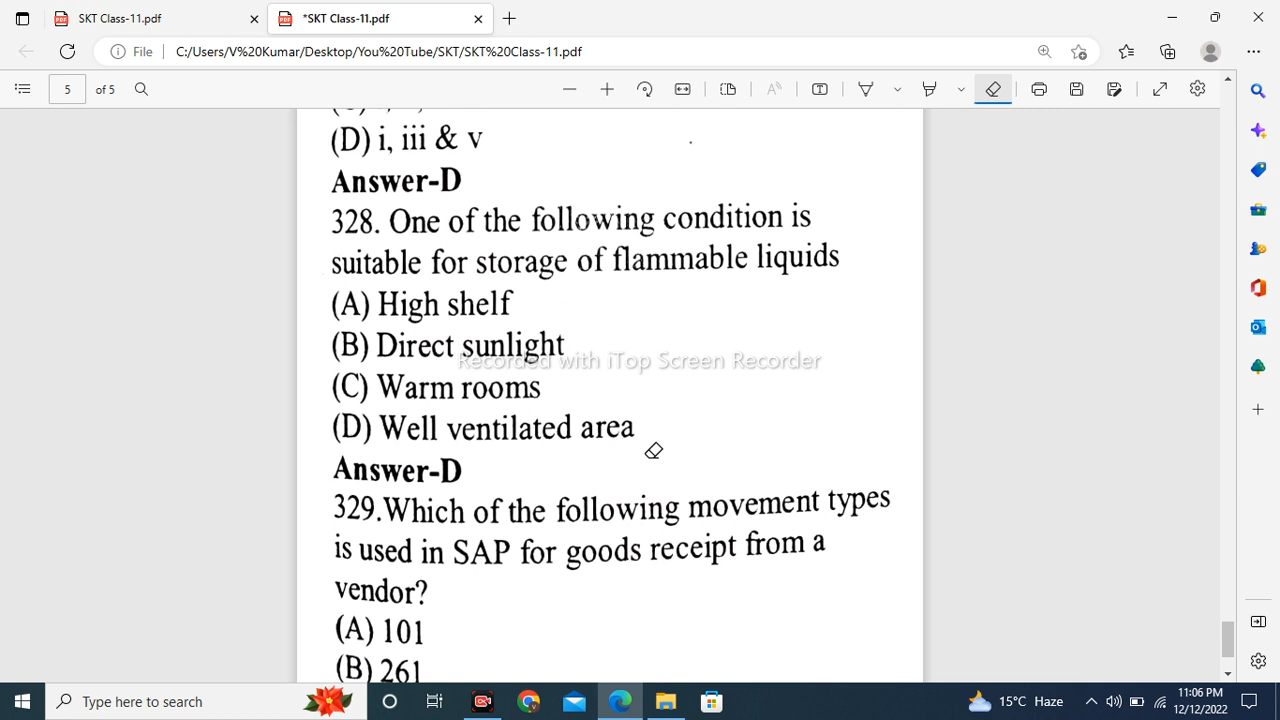 SKT Class-11.pdf
*SKT Class-11.pdf
File
C:/Users/V%20Kumar/Desktop/You%20Tube/SKT/SKT%20Class-11.pdf
5 of 5
(D) i, iii & v
Answer-D
328. One of the following condition is
suitable for storage of flammable liquids
(A) High shelf
(B) Direct sunlight
Recorded with iTop Screen Recorder
(C) Warm rooms
(D) Well ventilated area
Answer-D
329.Which of the following movement types
is used in SAP for goods receipt from a
vendor?
(A) 101
(B) 261
Type here to search
15°C Haze
11:06 PM
12/12/2022